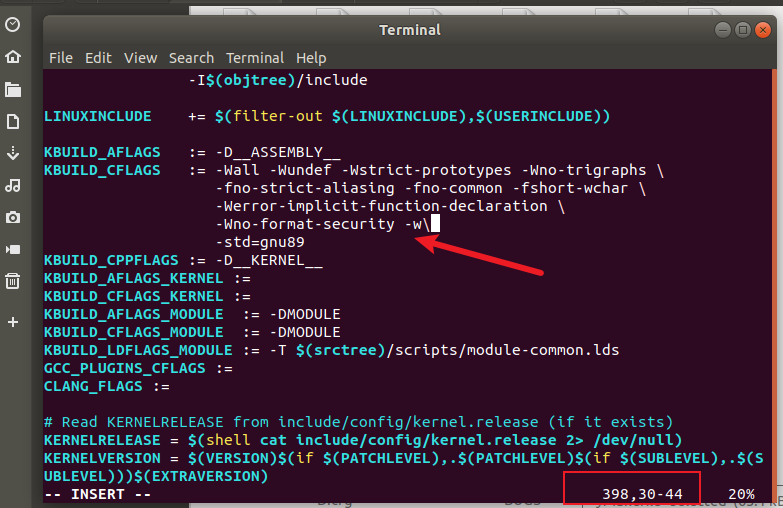 Terminal
File Edit View Search Terminal Help
-I$(objtree)/include
LINUXINCLUDE += $(filter-out $(LINUXINCLUDE),$(USERINCLUDE))
KBUILD_AFLAGS := -D__ASSEMBLY__
KBUILD_CFLAGS := -Wall -Wundef -Wstrict-prototypes -Wno-trigraphs \
-fno-strict-aliasing -fno-common -fshort-wchar \
-Werror-implicit-function-declaration \
-Wno-format-security -w\
-std=gnu89
KBUILD_CPPFLAGS := -D__KERNEL__
KBUILD_AFLAGS_KERNEL :=
KBUILD_CFLAGS_KERNEL :=
KBUILD_AFLAGS_MODULE := -DMODULE
KBUILD_CFLAGS_MODULE := -DMODULE
KBUILD_LDFLAGS_MODULE := -T $(srctree)/scripts/module-common.lds
GCC_PLUGINS_CFLAGS :=
CLANG_FLAGS :=
# Read KERNELRELEASE from include/config/kernel.release (if it exists)
KERNELRELEASE = $(shell cat include/config/kernel.release 2> /dev/null)
KERNELVERSION = $(VERSION)$(if $(PATCHLEVEL),.$(PATCHLEVEL)$(if $(SUBLEVEL),.$(S
UBLEVEL)))$(EXTRAVERSION)
-- INSERT -- 398,30-44 20%